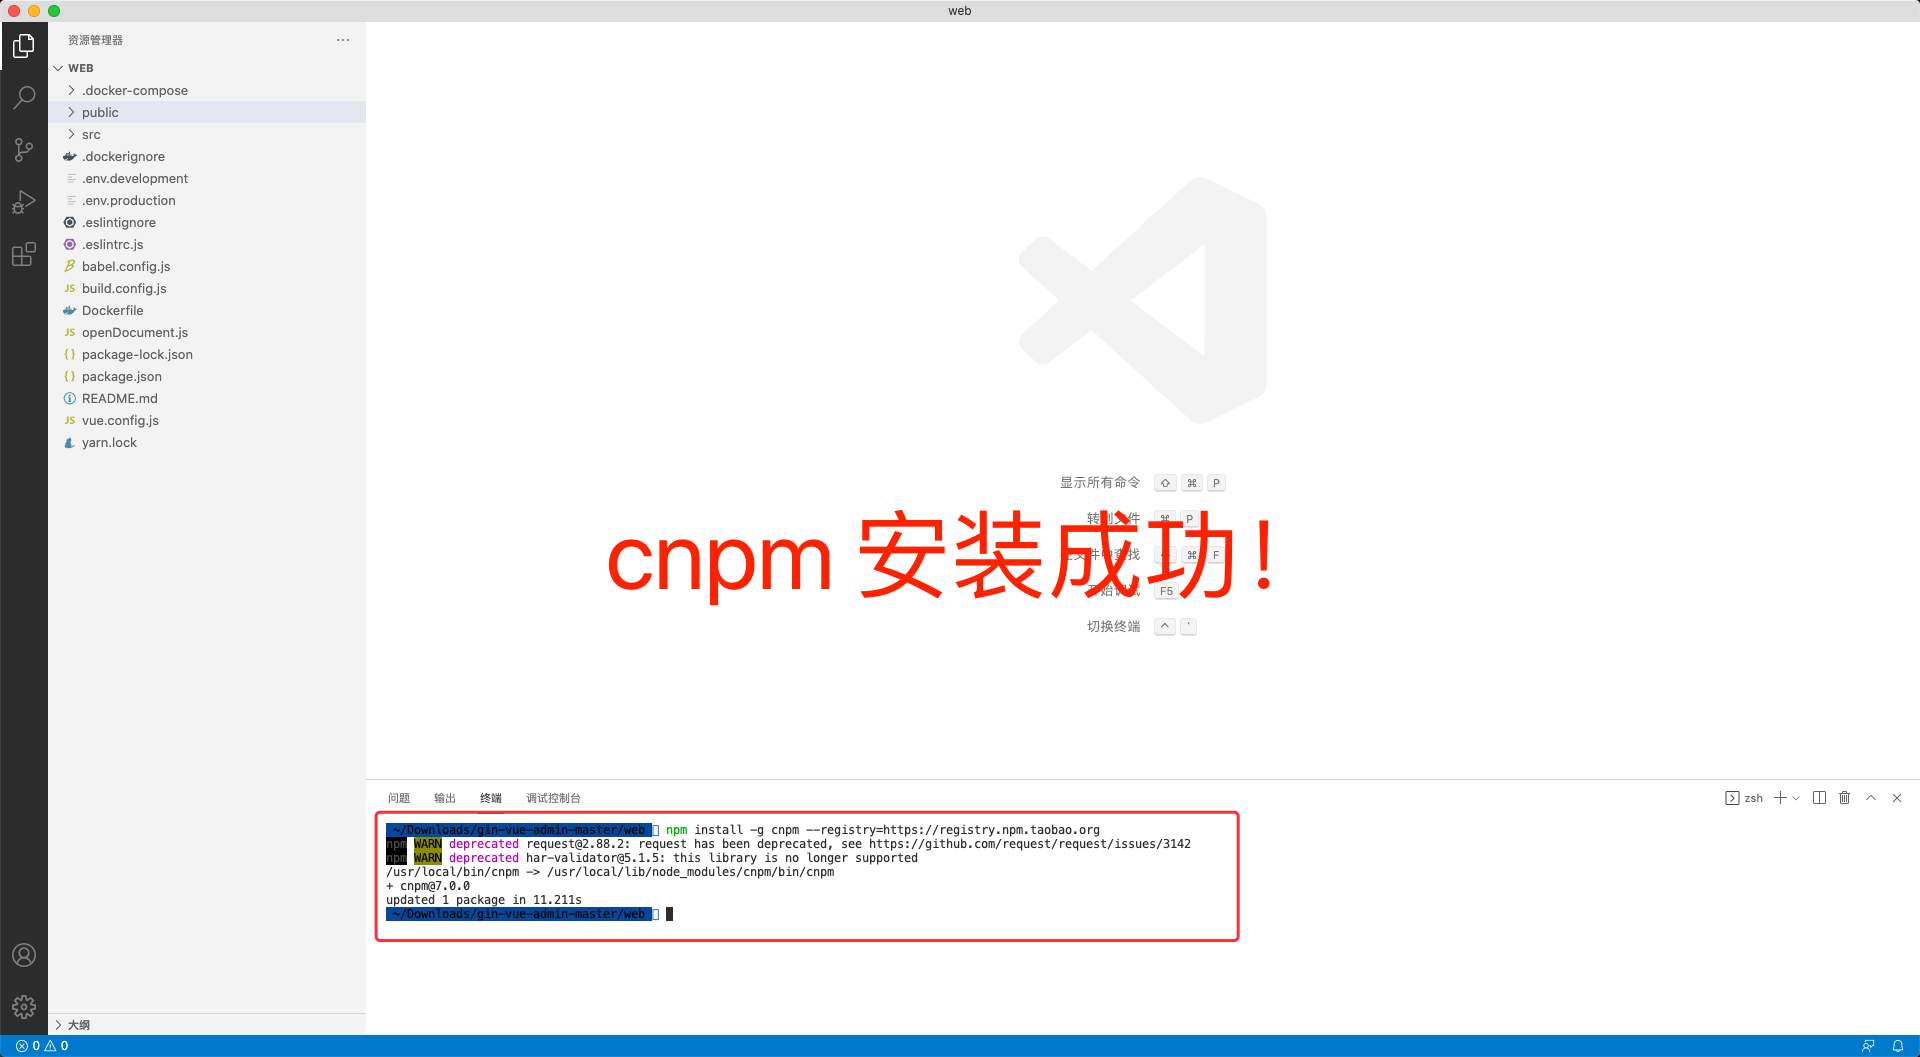 web
资源管理器
WEB
.docker-compose
public
src
.dockerignore
.env.development
.env.production
.eslintignore
.eslintrc.js
babel.config.js
build.config.js
Dockerfile
openDocument.js
package-lock.json
package.json
README.md
vue.config.js
yarn.lock
大纲
显示所有命令 ⇧ ⌘ P
转到文件 ⌘ P
文件中查找 ⌘ F
开始调试 F5
切换终端 ^ `
cnpm 安装成功!
问题 输出 终端 调试控制台
zsh
~/Downloads/gin-vue-admin-master/web npm install -g cnpm --registry=https://registry.npm.taobao.org
npm WARN deprecated request@2.88.2: request has been deprecated, see https://github.com/request/request/issues/3142
npm WARN deprecated har-validator@5.1.5: this library is no longer supported
/usr/local/bin/cnpm -> /usr/local/lib/node_modules/cnpm/bin/cnpm
+ cnpm@7.0.0
updated 1 package in 11.211s
~/Downloads/gin-vue-admin-master/web
0 0